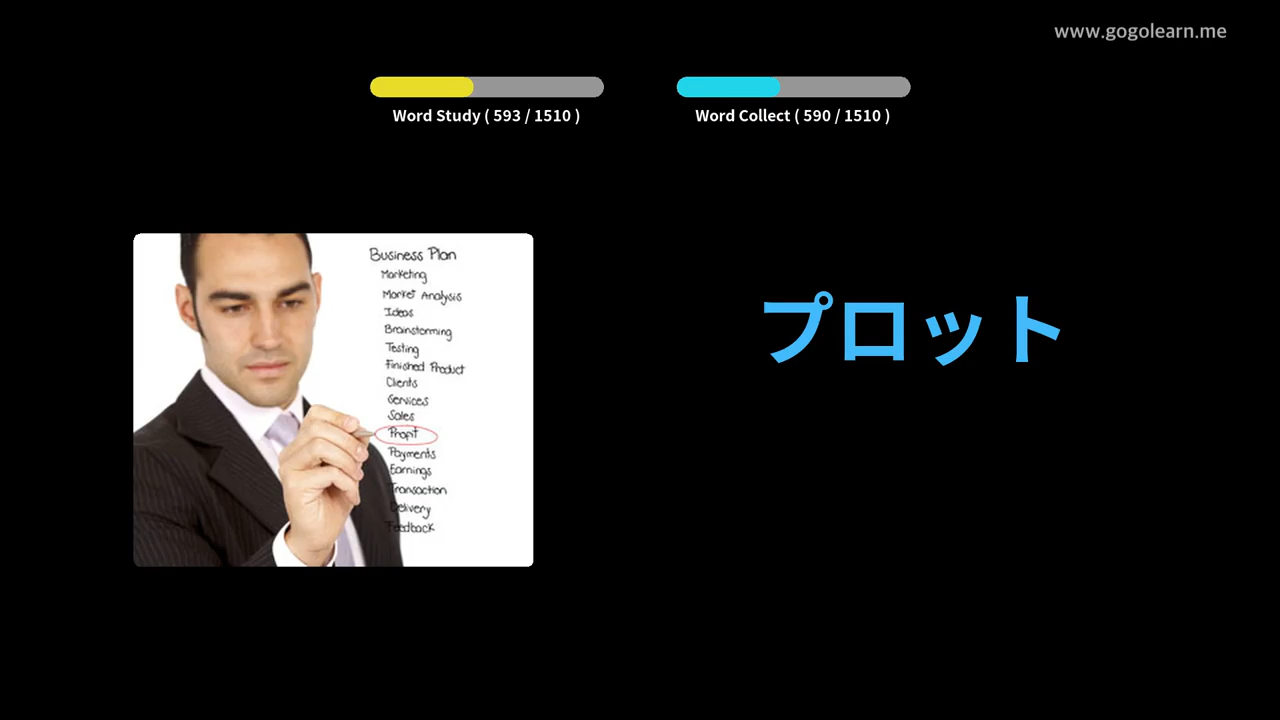 www.gogolearn.me
Word Study ( 593 / 1510 )
Word Collect ( 590 / 1510 )
Business Plan
Marketing
Market Analysis
Ideas
Brainstorming
Testing
Finished Product
Clients
Services
Sales
Profit
Payments
Earnings
Transaction
Delivery
Feedback
プロット